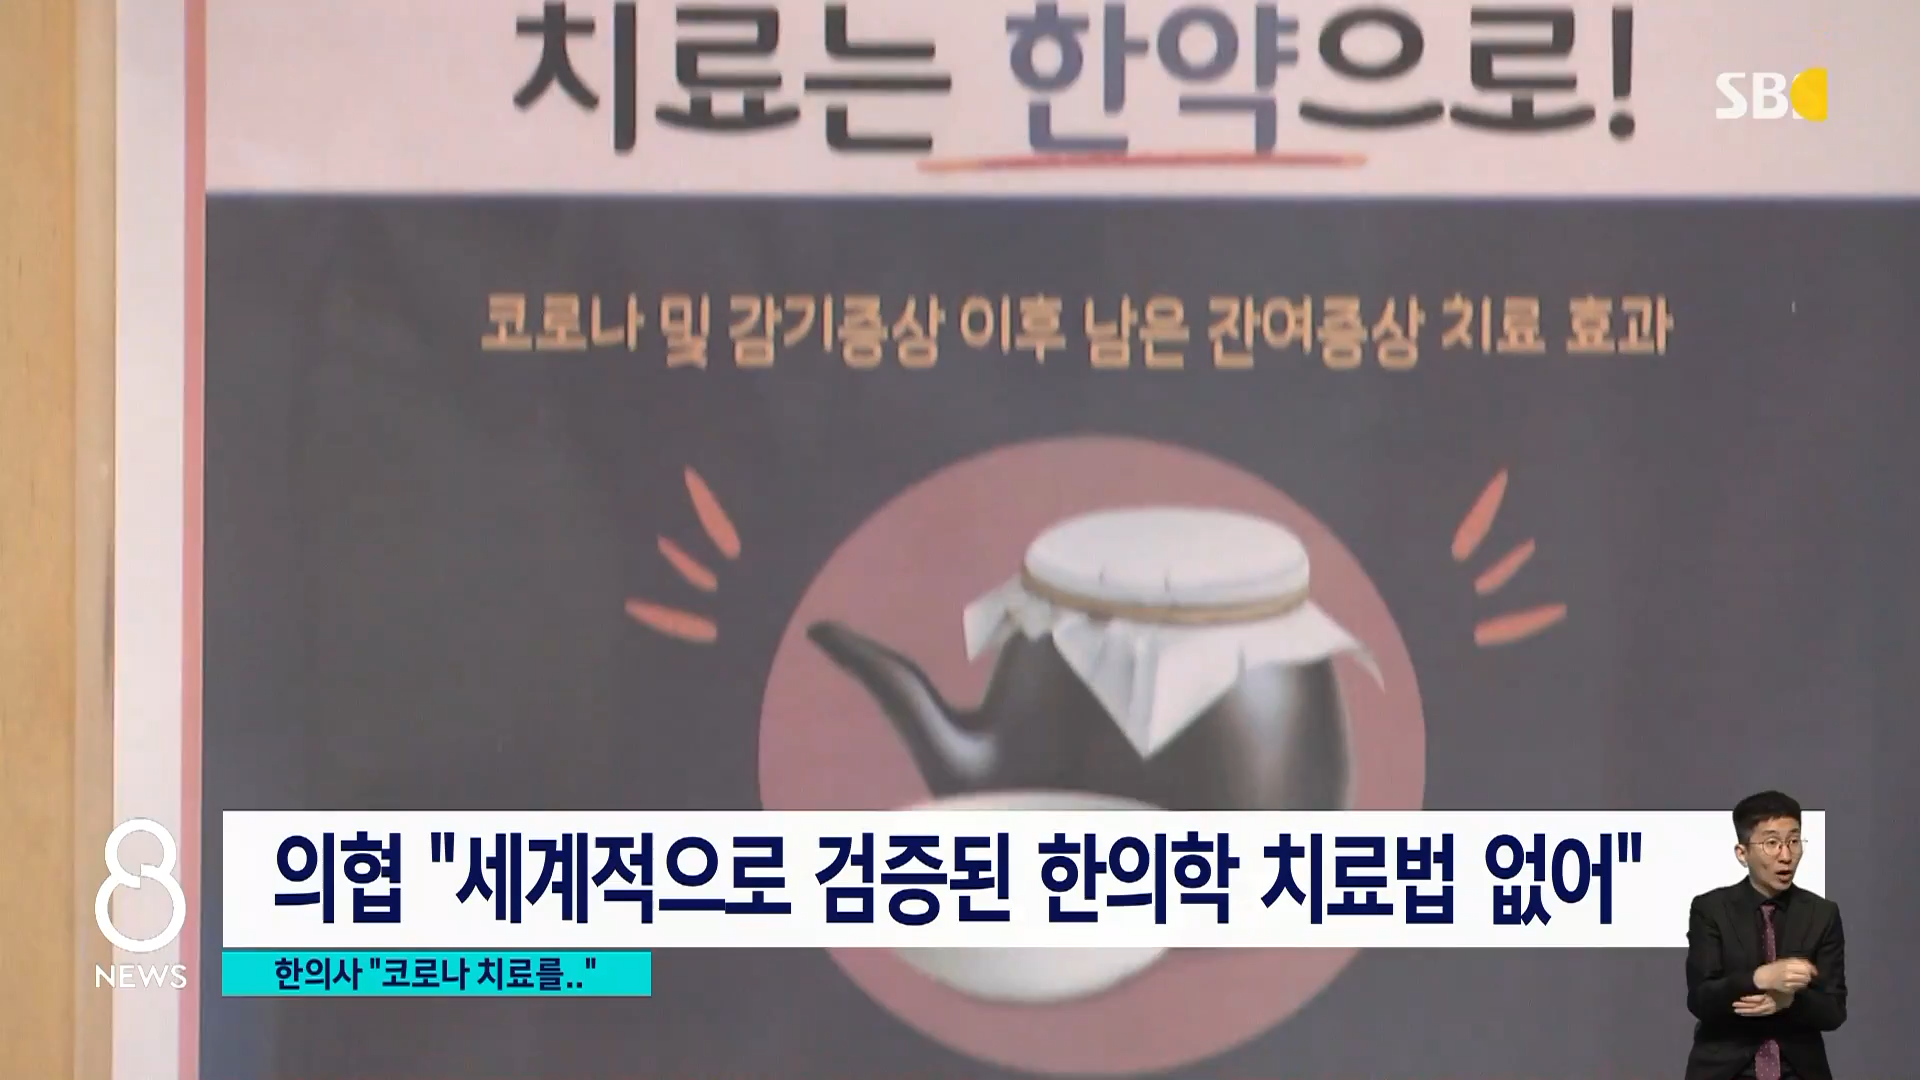 치료는 한약으로!
SBS
코로나 및 감기증상 이후 남은 잔여증상 치료 효과
의협 "세계적으로 검증된 한의학 치료법 없어"
8
NEWS
한의사 "코로나 치료를.."